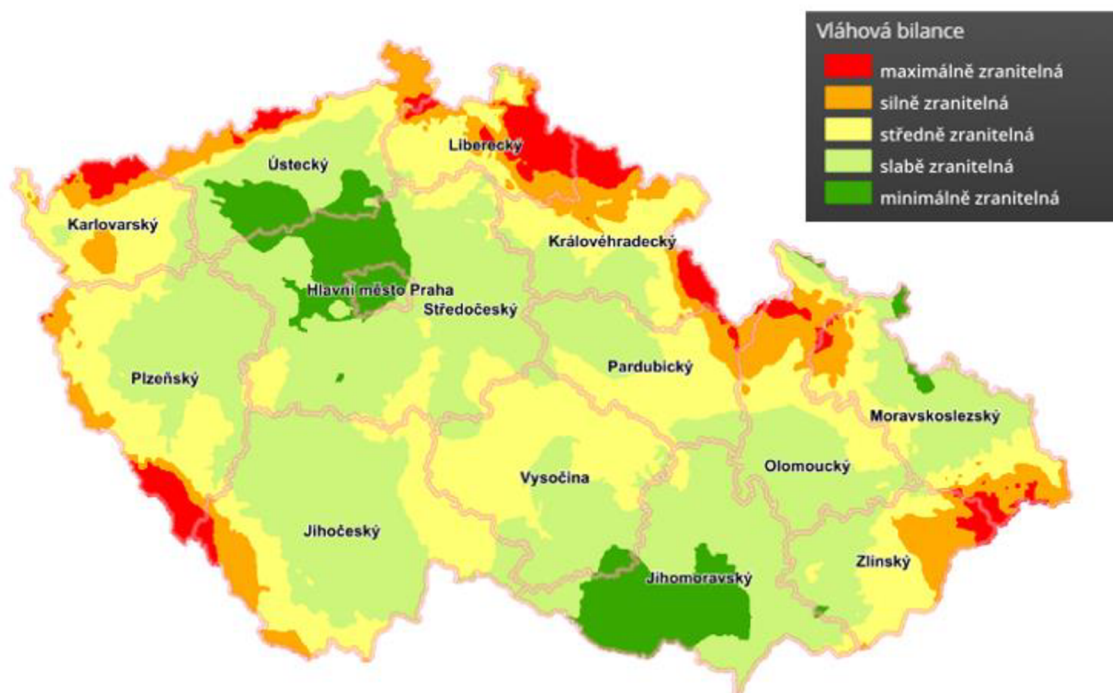 Vláhová bilance
maximálně zranitelná
silně zranitelná
středně zranitelná
slabě zranitelná
minimálně zranitelná
Liberecký
Ústecký
Karlovarský
Královéhradecký
Hlavní město Praha
Středočeský
Pardubický
Plzeňský
Moravskoslezský
Olomoucký
Vysočina
Jihočeský
Zlínský
Jihomoravský